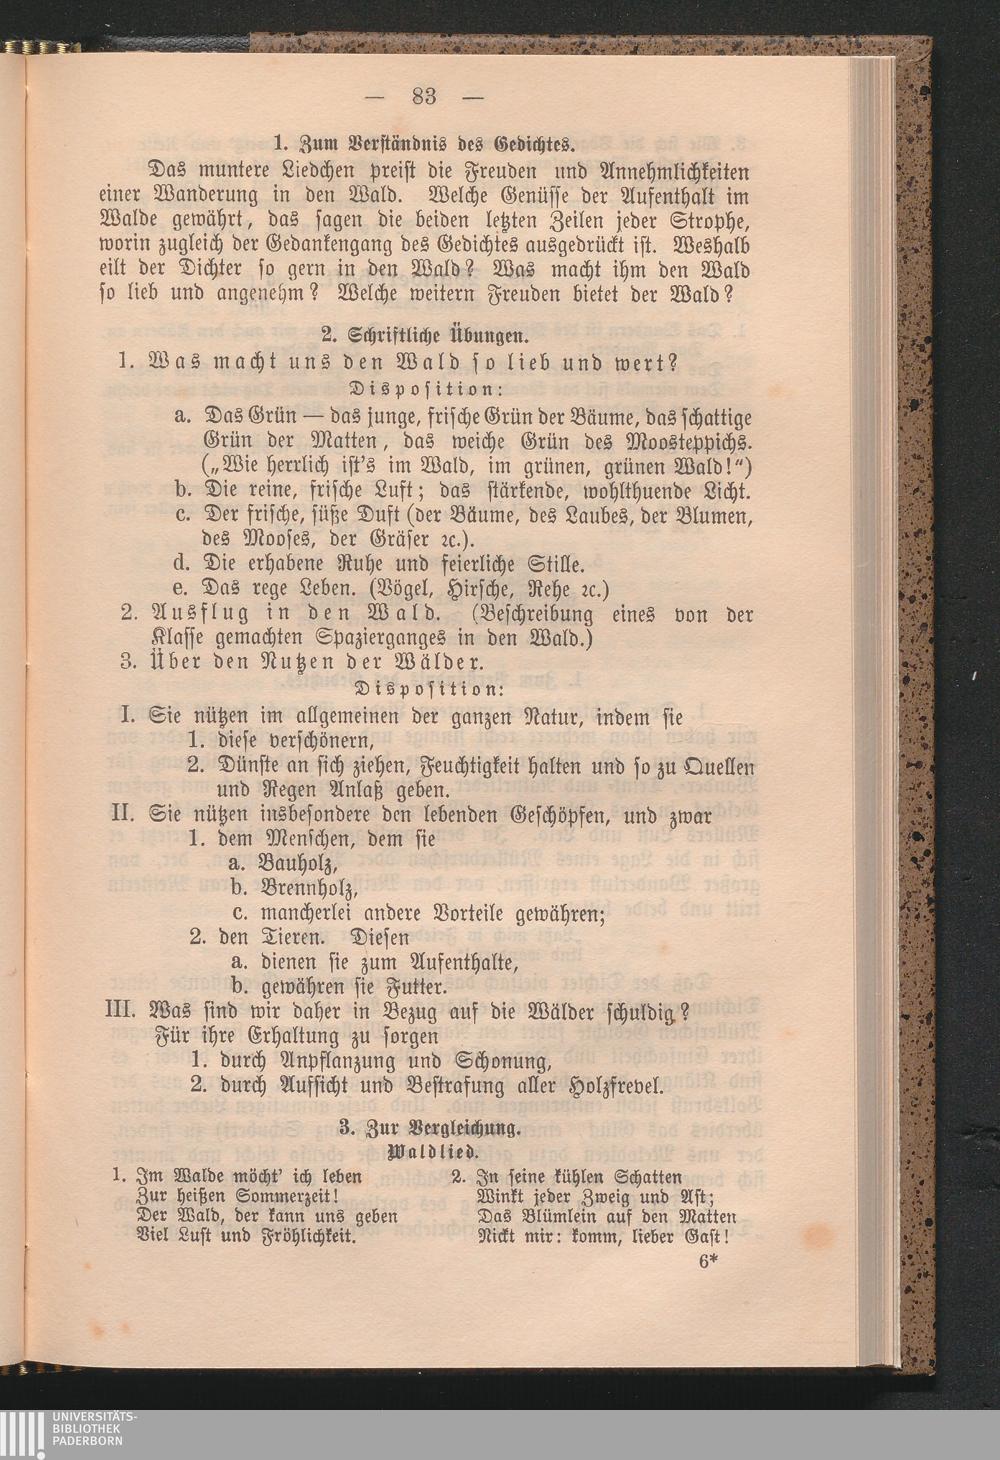 — 83 —
1. Zum Verständnis des Gedichtes.
Das muntere Liedchen preist die Freuden und Annehmlichkeiten
einer Wanderung in den Wald. Welche Genüsse der Aufenthalt im
Walde gewährt, das sagen die beiden letzten Zeilen jeder Strophe,
worin zugleich der Gedankengang des Gedichtes ausgedrückt ist. Weshalb
eilt der Dichter so gern in den Wald? Was macht ihm den Wald
so lieb und angenehm? Welche weitern Freuden bietet der Wald?
2. Schriftliche Übungen.
1. Was macht uns den Wald so lieb und wert?
Disposition:
a. Das Grün — das junge, frische Grün der Bäume, das schattige
Grün der Matten, das weiche Grün des Moosteppichs.
(„Wie herrlich ist's im Wald, im grünen, grünen Wald!")
b. Die reine, frische Luft; das stärkende, wohlthuende Licht.
c. Der frische, süße Duft (der Bäume, des Laubes, der Blumen,
des Mooses, der Gräser ꝛc.).
d. Die erhabene Ruhe und feierliche Stille.
e. Das rege Leben. (Vögel, Hirsche, Rehe ꝛc.)
2. Ausflug in den Wald. (Beschreibung eines von der
Klasse gemachten Spazierganges in den Wald.)
3. Über den Nutzen der Wälder.
Disposition:
I. Sie nützen im allgemeinen der ganzen Natur, indem sie
1. diese verschönern,
2. Dünste an sich ziehen, Feuchtigkeit halten und so zu Quellen
und Regen Anlaß geben.
II. Sie nützen insbesondere den lebenden Geschöpfen, und zwar
1. dem Menschen, dem sie
a. Bauholz,
b. Brennholz,
c. mancherlei andere Vorteile gewähren;
2. den Tieren. Diesen
a. dienen sie zum Aufenthalte,
b. gewähren sie Futter.
III. Was sind wir daher in Bezug auf die Wälder schuldig?
Für ihre Erhaltung zu sorgen
1. durch Anpflanzung und Schonung,
2. durch Aufsicht und Bestrafung aller Holzfrevel.
3. Zur Vergleichung.
Waldlied.
1. Im Walde möcht' ich leben
Zur heißen Sommerzeit!
Der Wald, der kann uns geben
Viel Lust und Fröhlichkeit.
2. In seine kühlen Schatten
Winkt jeder Zweig und Ast;
Das Blümlein auf den Matten
Nickt mir: komm, lieber Gast!
6*
UNIVERSITÄTS-
BIBLIOTHEK
PADERBORN